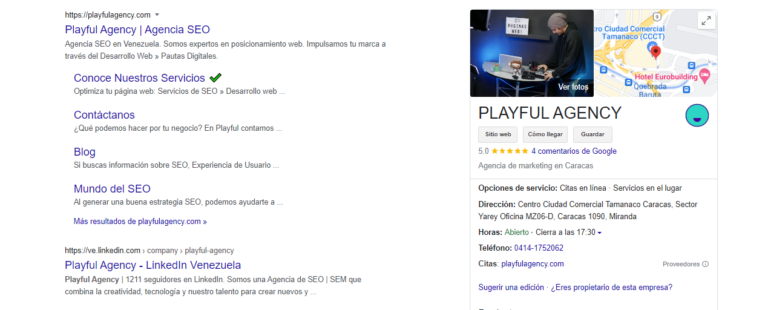 https://playfulagency.com
Playful Agency | Agencia SEO
Agencia SEO en Venezuela. Somos expertos en posicionamiento web. Impulsamos tu marca a
través del Desarrollo Web » Pautas Digitales.
Conoce Nuestros Servicios ✔
Optimiza tu página web: Servicios de SEO » Desarrollo web ...
Contáctanos
¿Qué podemos hacer por tu negocio? En Playful contamos ...
Blog
Si buscas información sobre SEO, Experiencia de Usuario ...
Mundo del SEO
Al generar una buena estrategia SEO, podemos ayudarte a ...
Más resultados de playfulagency.com »
https://ve.linkedin.com › company › playful-agency
Playful Agency - LinkedIn Venezuela
Playful Agency | 1211 seguidores en LinkedIn. Somos una Agencia de SEO | SEM que
combina la creatividad, tecnología y nuestro talento para crear nuevos y ...
Ver fotos
ro Ciudad Comercial
Tamanaco (CCCT)
Hotel Eurobuilding
Quebrada
Baruta
PLAYFUL AGENCY
Sitio web
Cómo llegar
Guardar
5.0 ★★★★★ 4 comentarios de Google
Agencia de marketing en Caracas
Opciones de servicio: Citas en línea · Servicios en el lugar
Dirección: Centro Ciudad Comercial Tamanaco Caracas, Sector
Yarey Oficina MZ06-D, Caracas 1090, Miranda
Horas: Abierto · Cierra a las 17:30
Teléfono: 0414-1752062
Citas: playfulagency.com
Proveedores
Sugerir una edición · ¿Eres propietario de esta empresa?